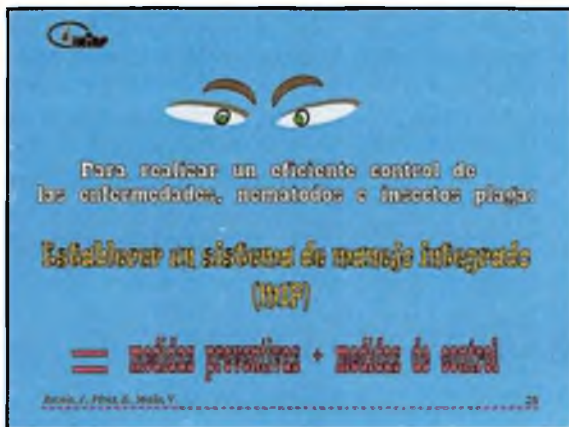 Para realizar un eficiente control de
las enfermedades, nematodos e insectos plaga:
Establecer un sistema de manejo integrado
(MIP)
= medidas preventivas + medidas de control